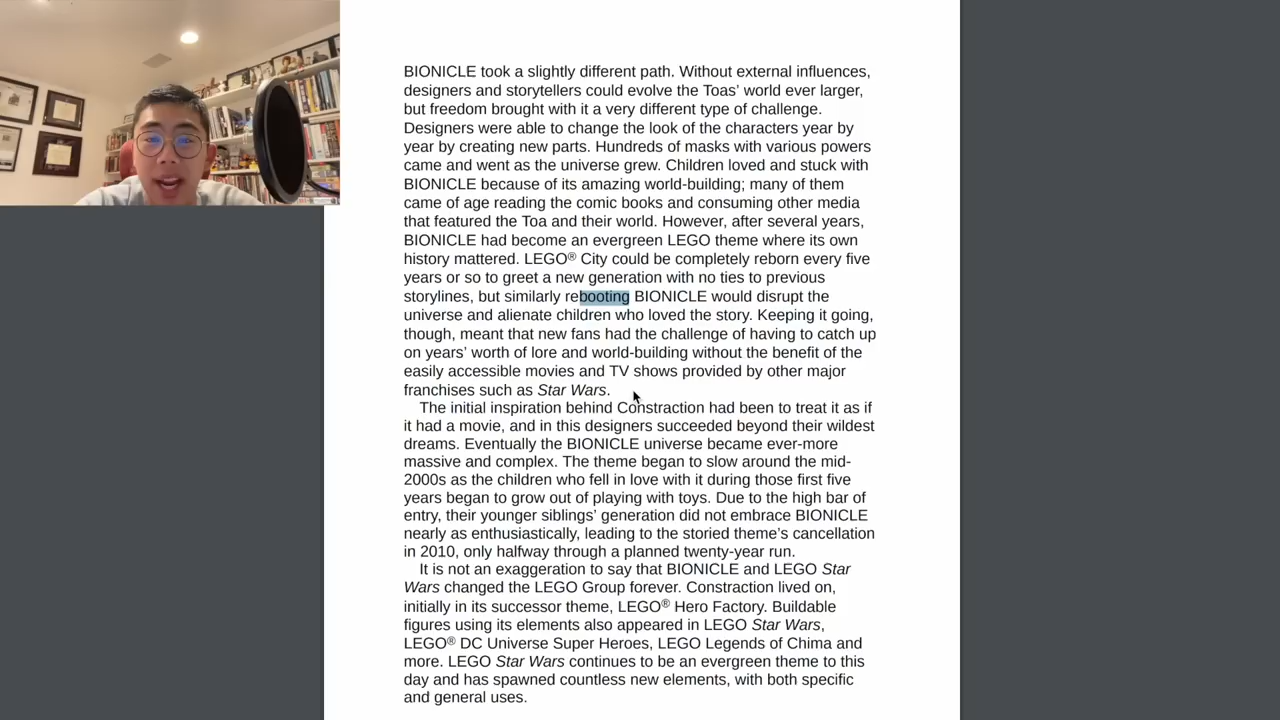 BIONICLE took a slightly different path. Without external influences,
designers and storytellers could evolve the Toas’ world ever larger,
but freedom brought with it a very different type of challenge.
Designers were able to change the look of the characters year by
year by creating new parts. Hundreds of masks with various powers
came and went as the universe grew. Children loved and stuck with
BIONICLE because of its amazing world-building; many of them
came of age reading the comic books and consuming other media
that featured the Toa and their world. However, after several years,
BIONICLE had become an evergreen LEGO theme where its own
history mattered. LEGO® City could be completely reborn every five
years or so to greet a new generation with no ties to previous
storylines, but similarly rebooting BIONICLE would disrupt the
universe and alienate children who loved the story. Keeping it going,
though, meant that new fans had the challenge of having to catch up
on years’ worth of lore and world-building without the benefit of the
easily accessible movies and TV shows provided by other major
franchises such as Star Wars.
The initial inspiration behind Constraction had been to treat it as if
it had a movie, and in this designers succeeded beyond their wildest
dreams. Eventually the BIONICLE universe became ever-more
massive and complex. The theme began to slow around the mid-
2000s as the children who fell in love with it during those first five
years began to grow out of playing with toys. Due to the high bar of
entry, their younger siblings’ generation did not embrace BIONICLE
nearly as enthusiastically, leading to the storied theme’s cancellation
in 2010, only halfway through a planned twenty-year run.
It is not an exaggeration to say that BIONICLE and LEGO Star
Wars changed the LEGO Group forever. Constraction lived on,
initially in its successor theme, LEGO® Hero Factory. Buildable
figures using its elements also appeared in LEGO Star Wars,
LEGO® DC Universe Super Heroes, LEGO Legends of Chima and
more. LEGO Star Wars continues to be an evergreen theme to this
day and has spawned countless new elements, with both specific
and general uses.